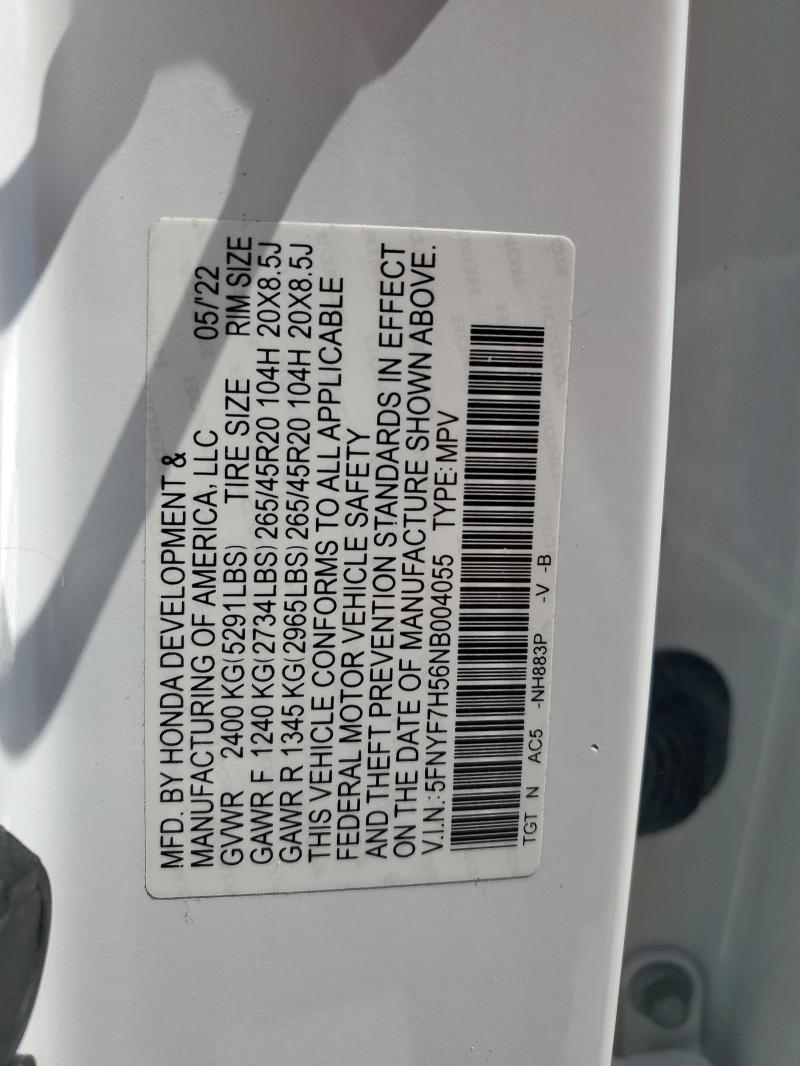 MFD. BY HONDA DEVELOPMENT &
MANUFACTURING OF AMERICA, LLC 05/'22
GVWR 2400 KG(5291LBS) TIRE SIZE RIM SIZE
GAWR F 1240 KG(2734LBS) 265/45R20 104H 20X8.5J
GAWR R 1345 KG(2965LBS) 265/45R20 104H 20X8.5J
THIS VEHICLE CONFORMS TO ALL APPLICABLE
FEDERAL MOTOR VEHICLE SAFETY
AND THEFT PREVENTION STANDARDS IN EFFECT
ON THE DATE OF MANUFACTURE SHOWN ABOVE.
V.I.N.:5FNYF7H56NB004055 TYPE:MPV
TGT N AC5 -NH883P -V -B